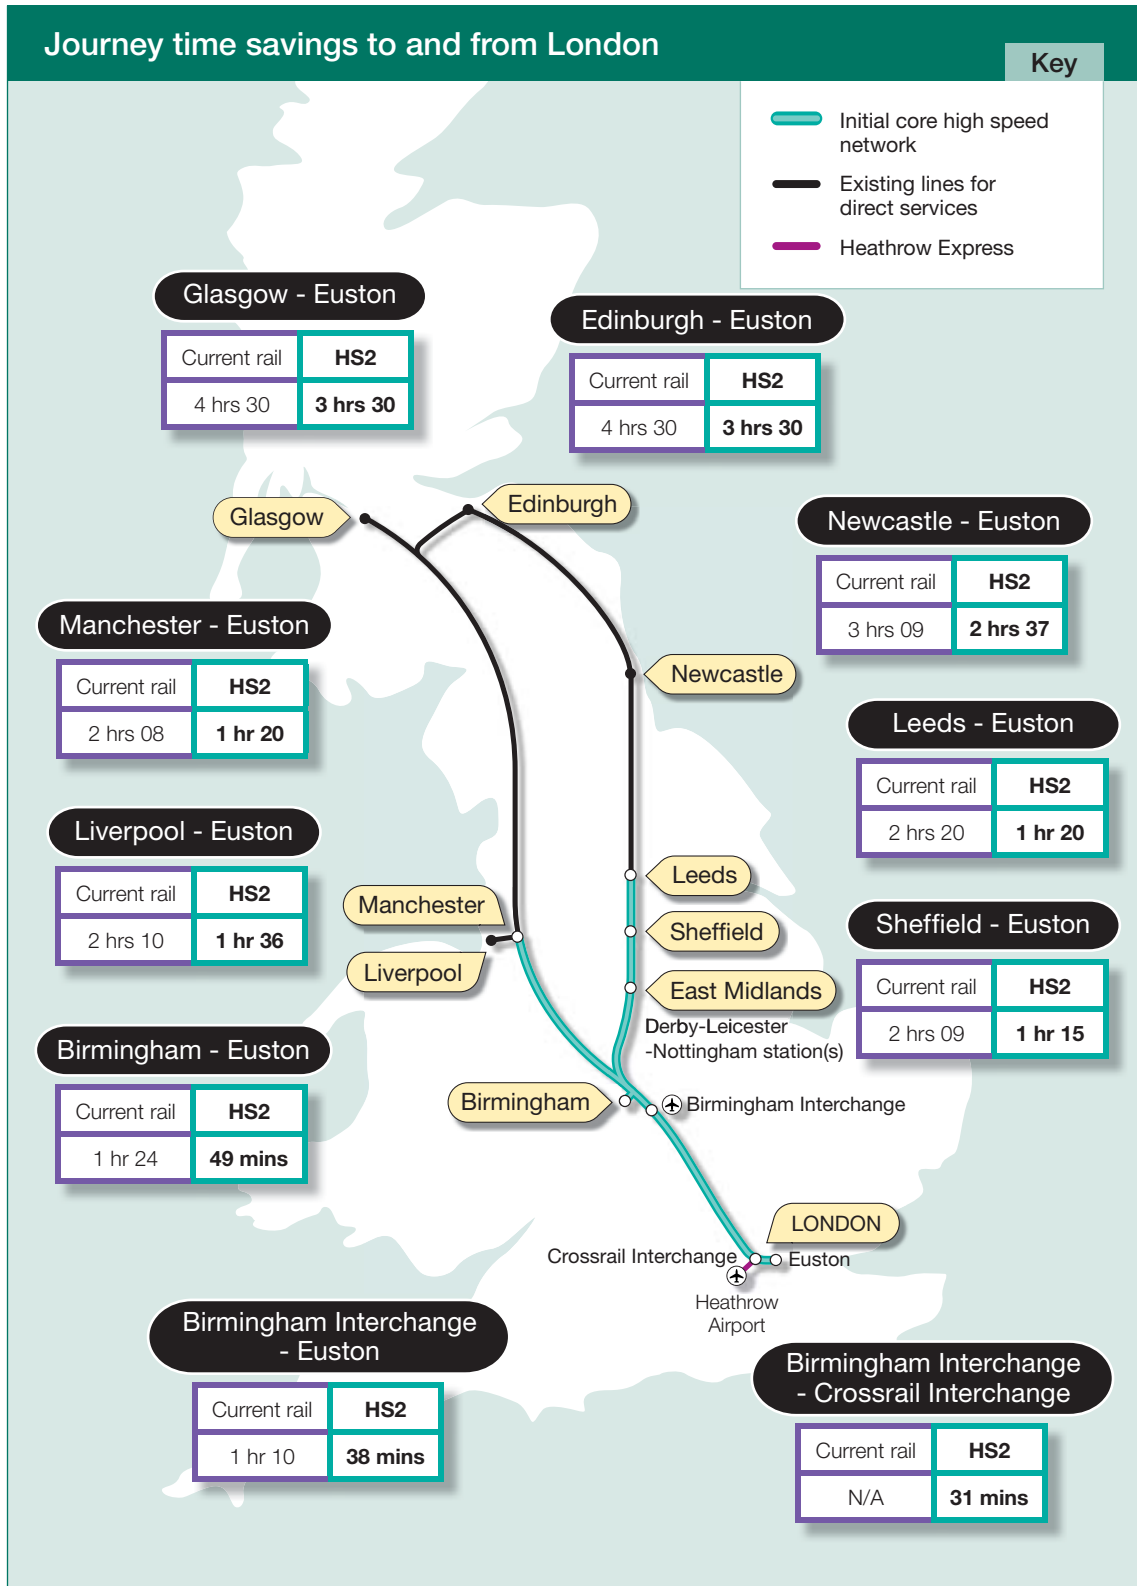 Journey time savings to and from London
Key
Initial core high speed
network
Existing lines for
direct services
Heathrow Express
Glasgow - Euston
Current rail HS2
4 hrs 30 3 hrs 30
Edinburgh - Euston
Current rail HS2
4 hrs 30 3 hrs 30
Glasgow
Edinburgh
Newcastle - Euston
Current rail HS2
3 hrs 09 2 hrs 37
Manchester - Euston
Current rail HS2
2 hrs 08 1 hr 20
Newcastle
Leeds - Euston
Current rail HS2
2 hrs 20 1 hr 20
Liverpool - Euston
Current rail HS2
2 hrs 10 1 hr 36
Leeds
Manchester
Sheffield
Liverpool
East Midlands
Derby-Leicester
-Nottingham station(s)
Sheffield - Euston
Current rail HS2
2 hrs 09 1 hr 15
Birmingham - Euston
Current rail HS2
1 hr 24 49 mins
Birmingham
Birmingham Interchange
LONDON
Crossrail Interchange
Euston
Heathrow
Airport
Birmingham Interchange
- Euston
Current rail HS2
1 hr 10 38 mins
Birmingham Interchange
- Crossrail Interchange
Current rail HS2
N/A 31 mins